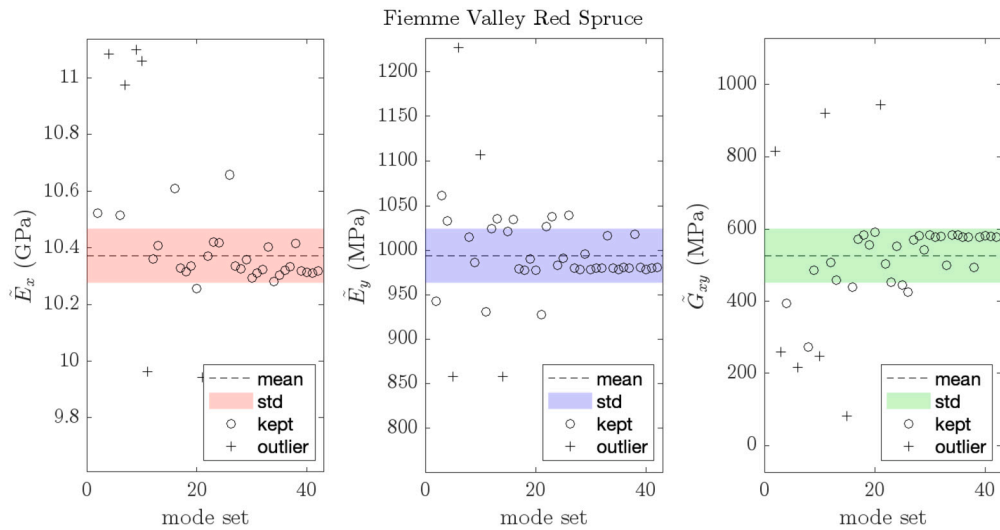 Fiemme Valley Red Spruce
Ẽx (GPa)
11
10.8
10.6
10.4
10.2
10
9.8
0
20
40
mode set
mean
std
kept
outlier
Ẽy (MPa)
1200
1150
1100
1050
1000
950
900
850
800
0
20
40
mode set
mean
std
kept
outlier
G̃xy (MPa)
1000
800
600
400
200
0
0
20
40
mode set
mean
std
kept
outlier